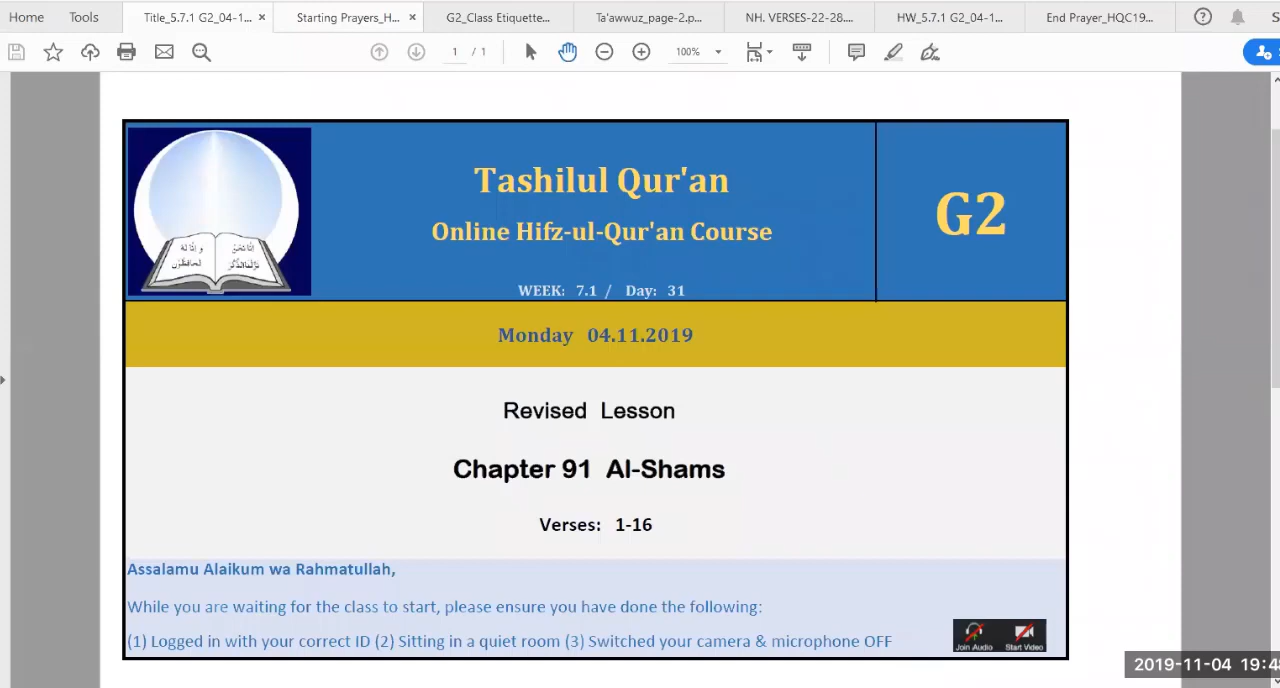 Home Tools Title_5.7.1 G2_04-1... × Starting Prayers_H... × G2_Class Etiquette... Ta'awwuz_page-2.p... NH. VERSES-22-28.... HW_5.7.1 G2_04-1... End Prayer_HQC19... ? S
1 / 1 100%
Tashilul Qur'an
G2
Online Hifz-ul-Qur'an Course
إنا نحن
و إنا له
لحافظون
WEEK: 7.1 / Day: 31
Monday 04.11.2019
Revised Lesson
Chapter 91 Al-Shams
Verses: 1-16
Assalamu Alaikum wa Rahmatullah,
While you are waiting for the class to start, please ensure you have done the following:
(1) Logged in with your correct ID (2) Sitting in a quiet room (3) Switched your camera & microphone OFF
Join Audio Start Video
2019-11-04 19:4